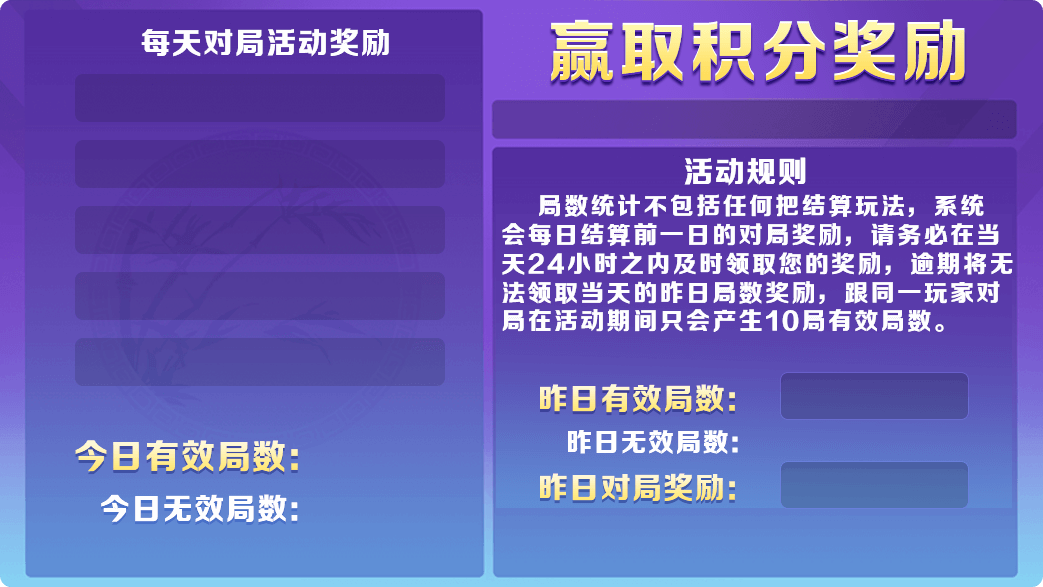 每天对局活动奖励
今日有效局数:
今日无效局数:
赢取积分奖励
活动规则
局数统计不包括任何把结算玩法，系统
会每日结算前一日的对局奖励，请务必在当
天24小时之内及时领取您的奖励，逾期将无
法领取当天的昨日局数奖励，跟同一玩家对
局在活动期间只会产生10局有效局数。
昨日有效局数:
昨日无效局数:
昨日对局奖励: